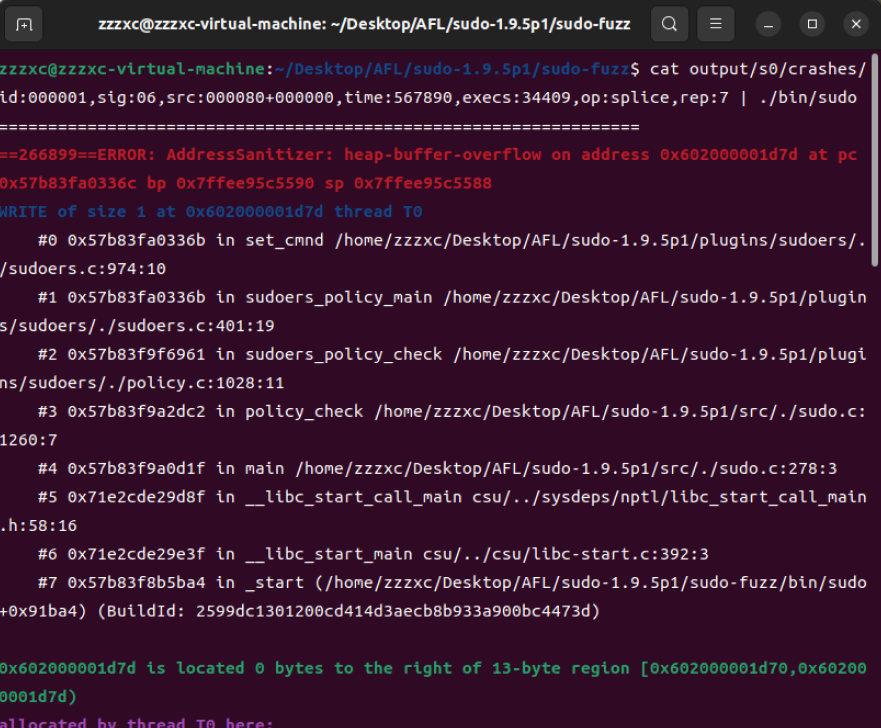 zzzxc@zzzxc-virtual-machine: ~/Desktop/AFL/sudo-1.9.5p1/sudo-fuzz
zzzxc@zzzxc-virtual-machine:~/Desktop/AFL/sudo-1.9.5p1/sudo-fuzz$ cat output/s0/crashes/
id:000001,sig:06,src:000080+000000,time:567890,execs:34409,op:splice,rep:7 | ./bin/sudo
=================================================================
==266899==ERROR: AddressSanitizer: heap-buffer-overflow on address 0x602000001d7d at pc
0x57b83fa0336c bp 0x7ffee95c5590 sp 0x7ffee95c5588
WRITE of size 1 at 0x602000001d7d thread T0
    #0 0x57b83fa0336b in set_cmnd /home/zzzxc/Desktop/AFL/sudo-1.9.5p1/plugins/sudoers/.
/sudoers.c:974:10
    #1 0x57b83fa0336b in sudoers_policy_main /home/zzzxc/Desktop/AFL/sudo-1.9.5p1/plugin
s/sudoers/./sudoers.c:401:19
    #2 0x57b83f9f6961 in sudoers_policy_check /home/zzzxc/Desktop/AFL/sudo-1.9.5p1/plugi
ns/sudoers/./policy.c:1028:11
    #3 0x57b83f9a2dc2 in policy_check /home/zzzxc/Desktop/AFL/sudo-1.9.5p1/src/./sudo.c:
1260:7
    #4 0x57b83f9a0d1f in main /home/zzzxc/Desktop/AFL/sudo-1.9.5p1/src/./sudo.c:278:3
    #5 0x71e2cde29d8f in __libc_start_call_main csu/../sysdeps/nptl/libc_start_call_main
.h:58:16
    #6 0x71e2cde29e3f in __libc_start_main csu/../csu/libc-start.c:392:3
    #7 0x57b83f8b5ba4 in _start (/home/zzzxc/Desktop/AFL/sudo-1.9.5p1/sudo-fuzz/bin/sudo
+0x91ba4) (BuildId: 2599dc1301200cd414d3aecb8b933a900bc4473d)
0x602000001d7d is located 0 bytes to the right of 13-byte region [0x602000001d70,0x60200
0001d7d)
allocated by thread T0 here: